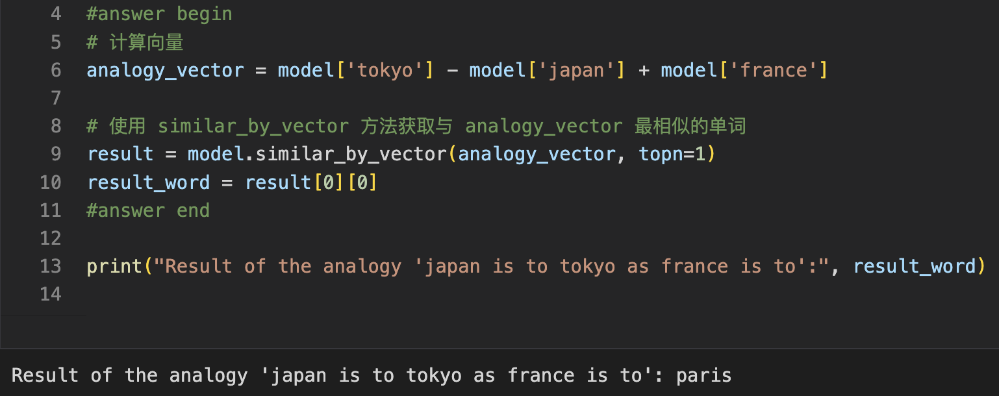 4 #answer begin
5 # 计算向量
6 analogy_vector = model['tokyo'] - model['japan'] + model['france']
7
8 # 使用 similar_by_vector 方法获取与 analogy_vector 最相似的单词
9 result = model.similar_by_vector(analogy_vector, topn=1)
10 result_word = result[0][0]
11 #answer end
12
13 print("Result of the analogy 'japan is to tokyo as france is to':", result_word)
14
Result of the analogy 'japan is to tokyo as france is to': paris